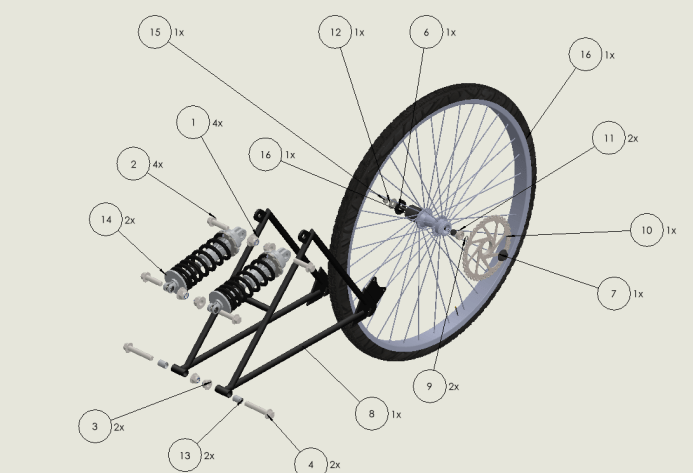 15 1x
12 1x
6 1x
16 1x
1 4x
11 2x
16 1x
2 4x
14 2x
10 1x
7 1x
9 2x
8 1x
3 2x
13 2x
4 2x